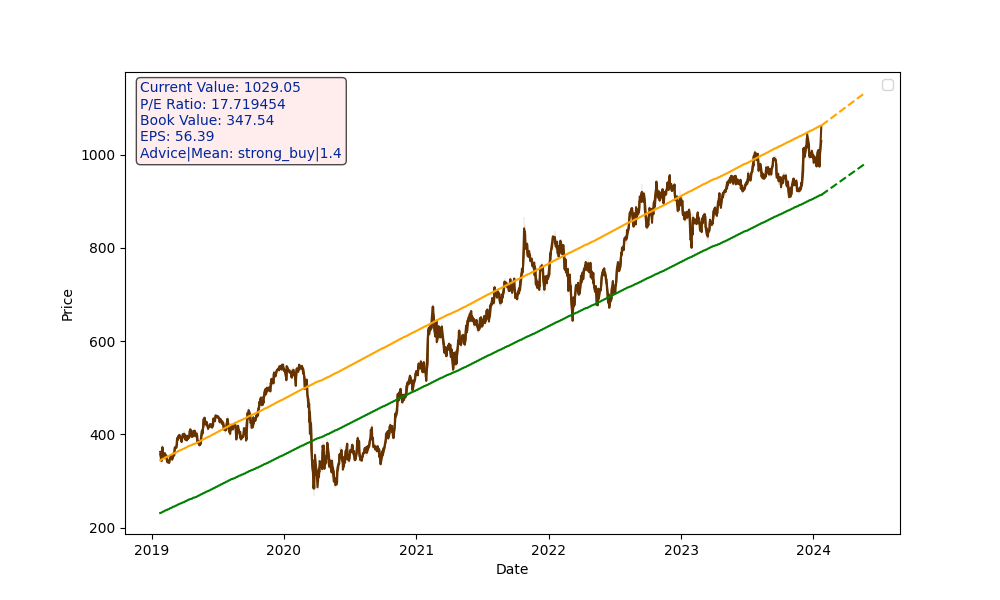 Current Value: 1029.05
P/E Ratio: 17.719454
Book Value: 347.54
EPS: 56.39
Advice|Mean: strong_buy|1.4
1000
800
600
400
200
Price
2019
2020
2021
2022
2023
2024
Date